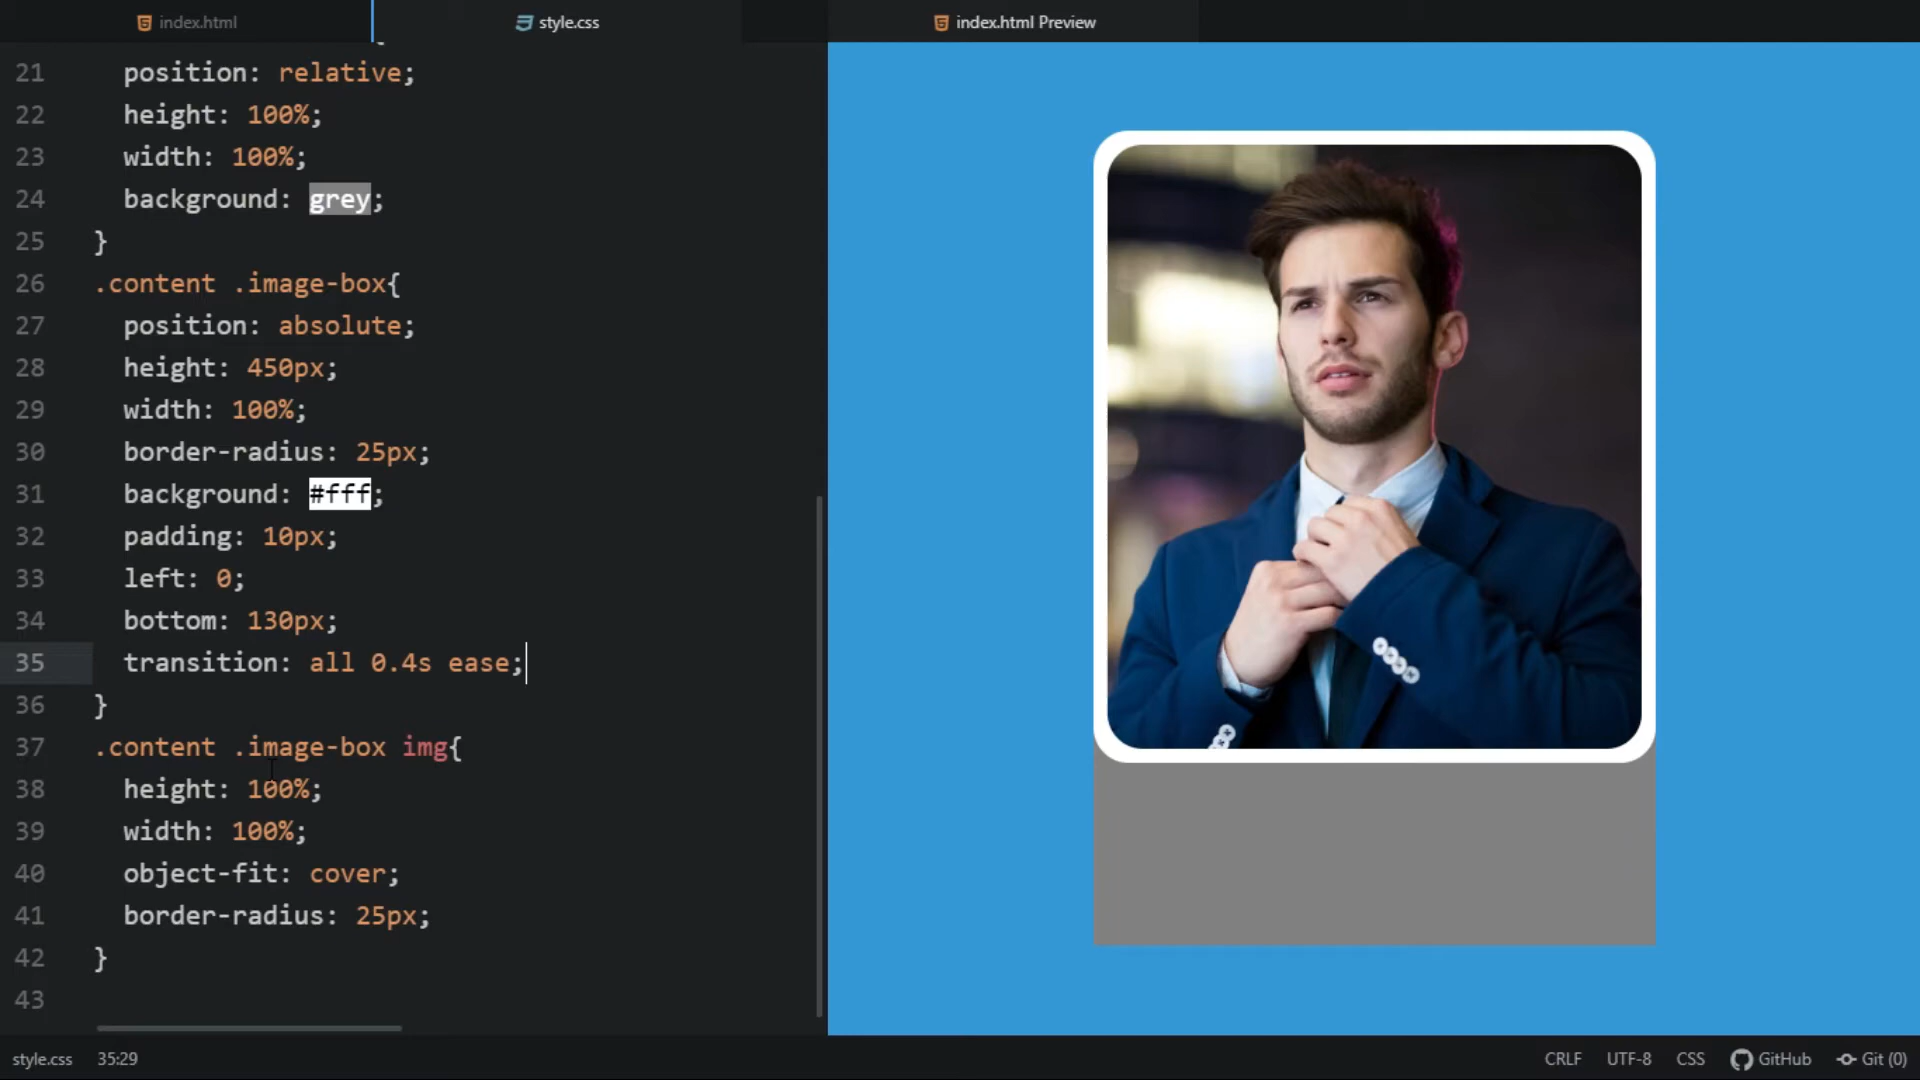 index.html
style.css
index.html Preview
{
21 position: relative;
22 height: 100%;
23 width: 100%;
24 background: grey;
25 }
26 .content .image-box{
27 position: absolute;
28 height: 450px;
29 width: 100%;
30 border-radius: 25px;
31 background: #fff;
32 padding: 10px;
33 left: 0;
34 bottom: 130px;
35 transition: all 0.4s ease;
36 }
37 .content .image-box img{
38 height: 100%;
39 width: 100%;
40 object-fit: cover;
41 border-radius: 25px;
42 }
43
style.css 35:29 CRLF UTF-8 CSS GitHub Git (0)